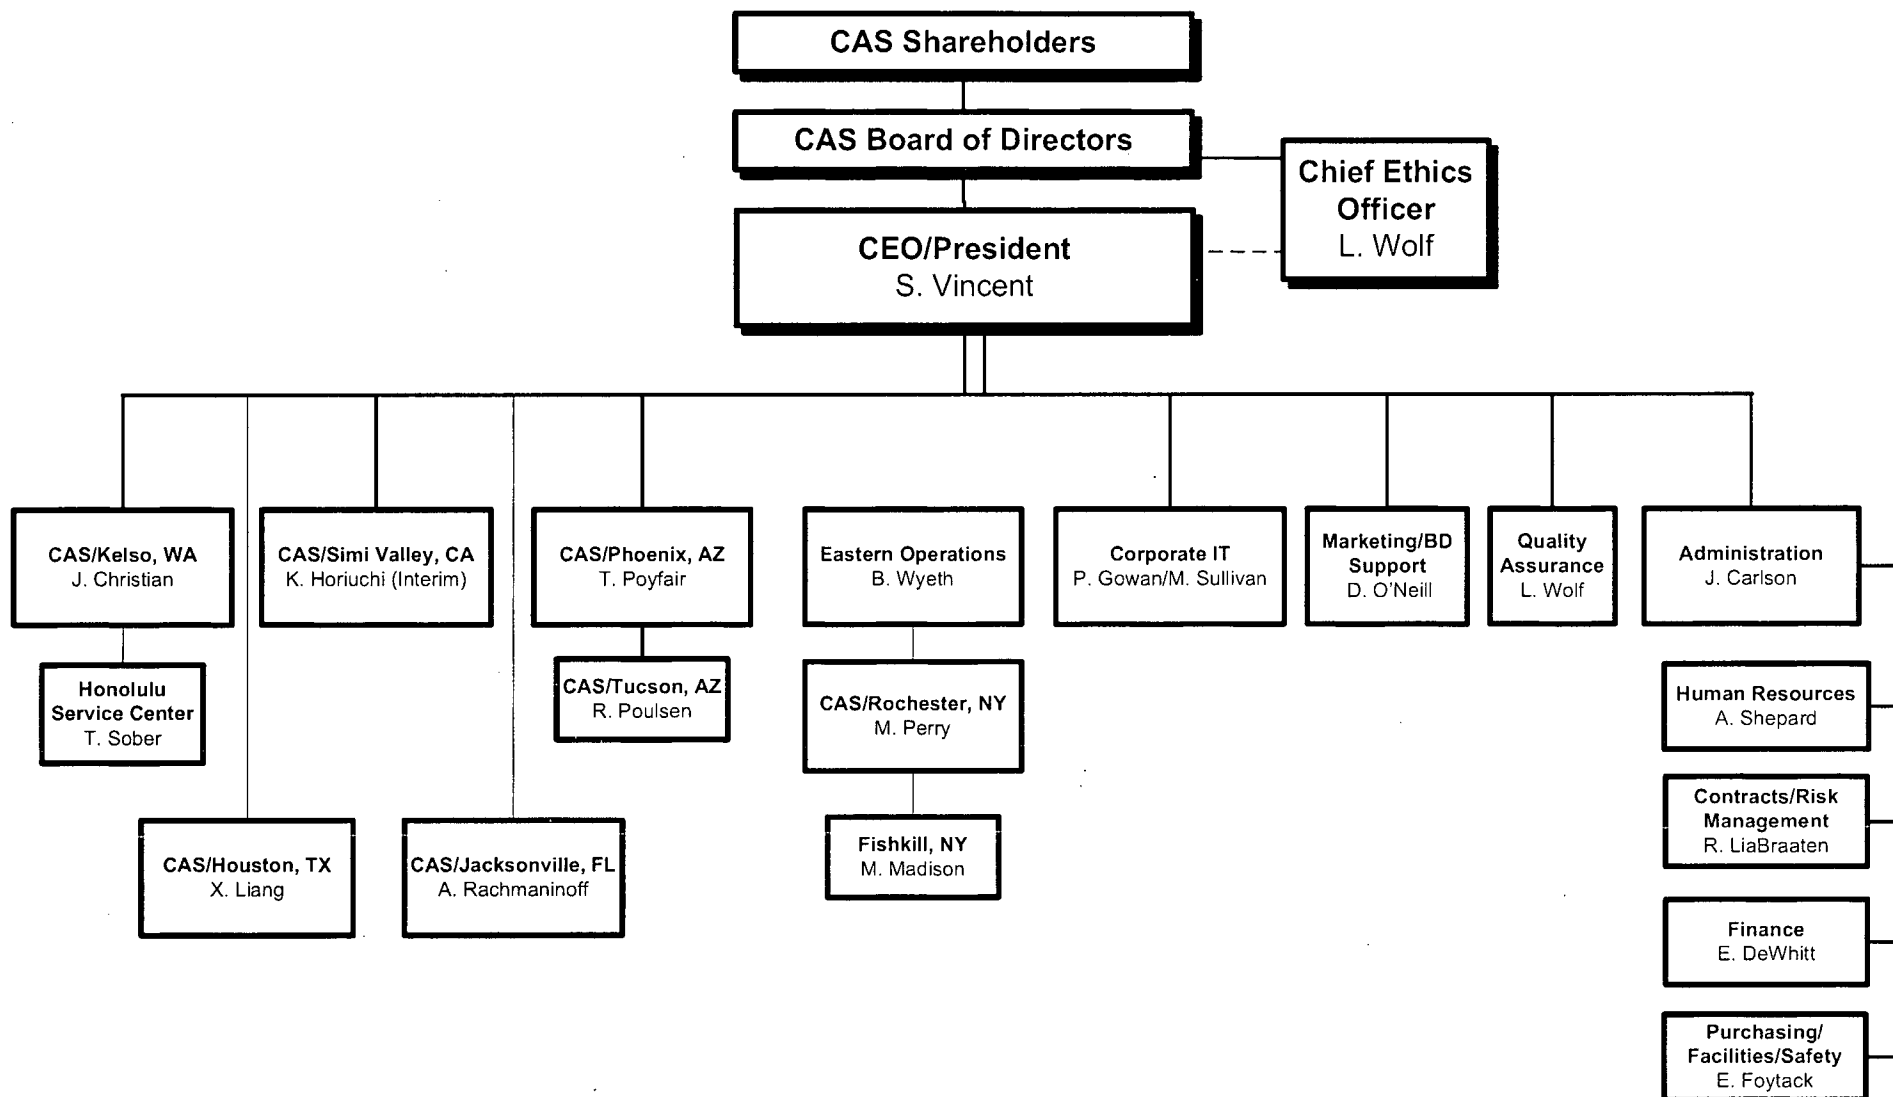 CAS Shareholders
CAS Board of Directors
Chief Ethics
Officer
L. Wolf
CEO/President
S. Vincent
CAS/Kelso, WA
J. Christian
CAS/Simi Valley, CA
K. Horiuchi (Interim)
CAS/Phoenix, AZ
T. Poyfair
Eastern Operations
B. Wyeth
Corporate IT
P. Gowan/M. Sullivan
Marketing/BD
Support
D. O'Neill
Quality
Assurance
L. Wolf
Administration
J. Carlson
Honolulu
Service Center
T. Sober
CAS/Tucson, AZ
R. Poulsen
CAS/Rochester, NY
M. Perry
Human Resources
A. Shepard
CAS/Houston, TX
X. Liang
CAS/Jacksonville, FL
A. Rachmaninoff
Fishkill, NY
M. Madison
Contracts/Risk
Management
R. LiaBraaten
Finance
E. DeWhitt
Purchasing/
Facilities/Safety
E. Foytack